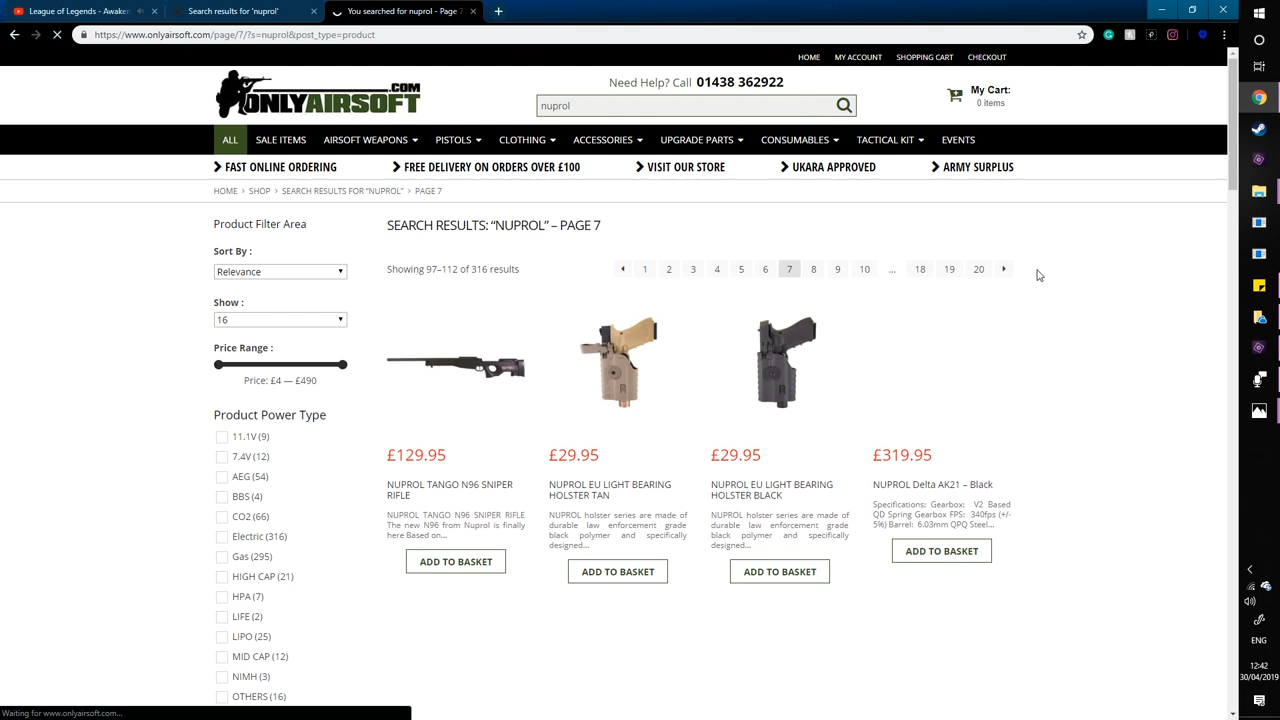 League of Legends - Awaken
Search results for 'nuprol'
You searched for nuprol - Page 7
https://www.onlyairsoft.com/page/7/?s=nuprol&post_type=product
HOME MY ACCOUNT SHOPPING CART CHECKOUT
ONLYAIRSOFT .COM
Need Help? Call 01438 362922
nuprol
My Cart:
0 items
ALL SALE ITEMS AIRSOFT WEAPONS PISTOLS CLOTHING ACCESSORIES UPGRADE PARTS CONSUMABLES TACTICAL KIT EVENTS
FAST ONLINE ORDERING FREE DELIVERY ON ORDERS OVER £100 VISIT OUR STORE UKARA APPROVED ARMY SURPLUS
HOME > SHOP > SEARCH RESULTS FOR “NUPROL” > PAGE 7
Product Filter Area
Sort By :
Relevance
Show :
16
Price Range :
Price: £4 — £490
Product Power Type
11.1V (9)
7.4V (12)
AEG (54)
BBS (4)
CO2 (66)
Electric (316)
Gas (295)
HIGH CAP (21)
HPA (7)
LIFE (2)
LIPO (25)
MID CAP (12)
NIMH (3)
OTHERS (16)
SEARCH RESULTS: “NUPROL” – PAGE 7
Showing 97–112 of 316 results
1 2 3 4 5 6 7 8 9 10 ... 18 19 20
£129.95
NUPROL TANGO N96 SNIPER
RIFLE
NUPROL TANGO N96 SNIPER RIFLE
The new N96 from Nuprol is finally
here Based on...
ADD TO BASKET
£29.95
NUPROL EU LIGHT BEARING
HOLSTER TAN
NUPROL holster series are made of
durable law enforcement grade
black polymer and specifically
designed...
ADD TO BASKET
£29.95
NUPROL EU LIGHT BEARING
HOLSTER BLACK
NUPROL holster series are made of
durable law enforcement grade
black polymer and specifically
designed...
ADD TO BASKET
£319.95
NUPROL Delta AK21 – Black
Specifications: Gearbox: V2 Based
QD Spring Gearbox FPS: 340fps (+/-
5%) Barrel: 6.03mm QPQ Steel...
ADD TO BASKET
Waiting for www.onlyairsoft.com...
ENG
12:42
30/04/2019